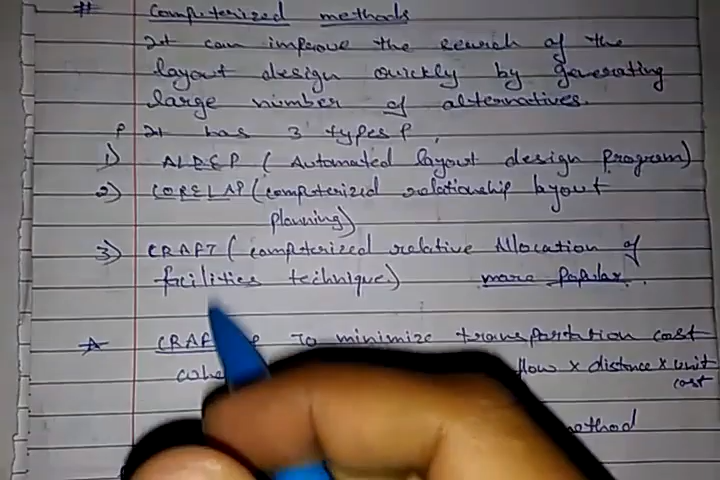 # Computerized methods
It can improve the search of the
layout design quickly by generating
large number of alternatives.
It has 3 types
1) ALDEP (Automated layout design program)
2) CORELAP (computerized relationship layout
planning)
3) CRAFT (computerized relative Allocation of
facilities technique) more popular.
CRAF To minimize transportation cost
flow x distance x unit
cost
method